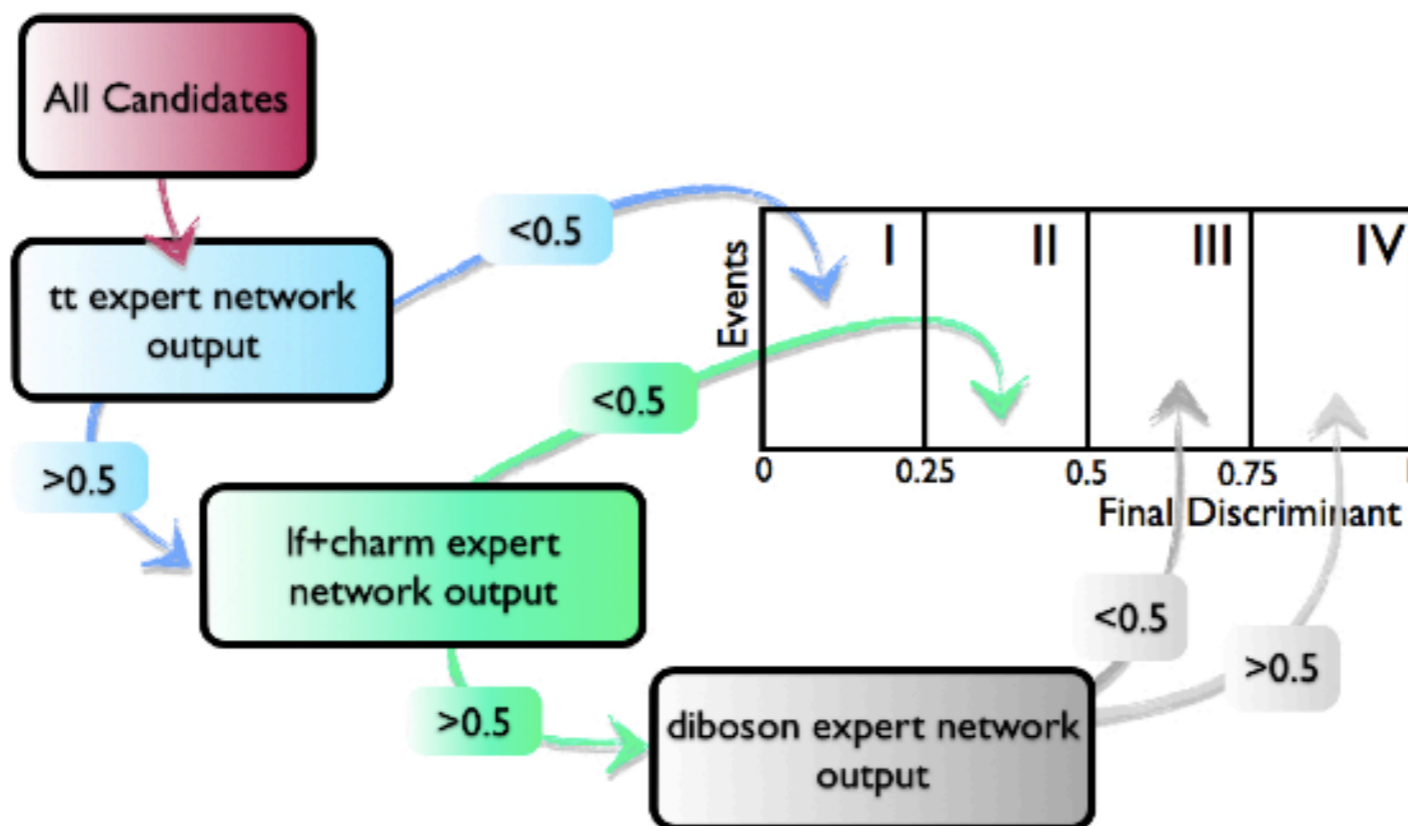 All Candidates
tt expert network
output
<0.5
>0.5
lf+charm expert
network output
<0.5
>0.5
diboson expert network
output
<0.5
>0.5
Events
I
II
III
IV
0
0.25
0.5
0.75
Final Discriminant